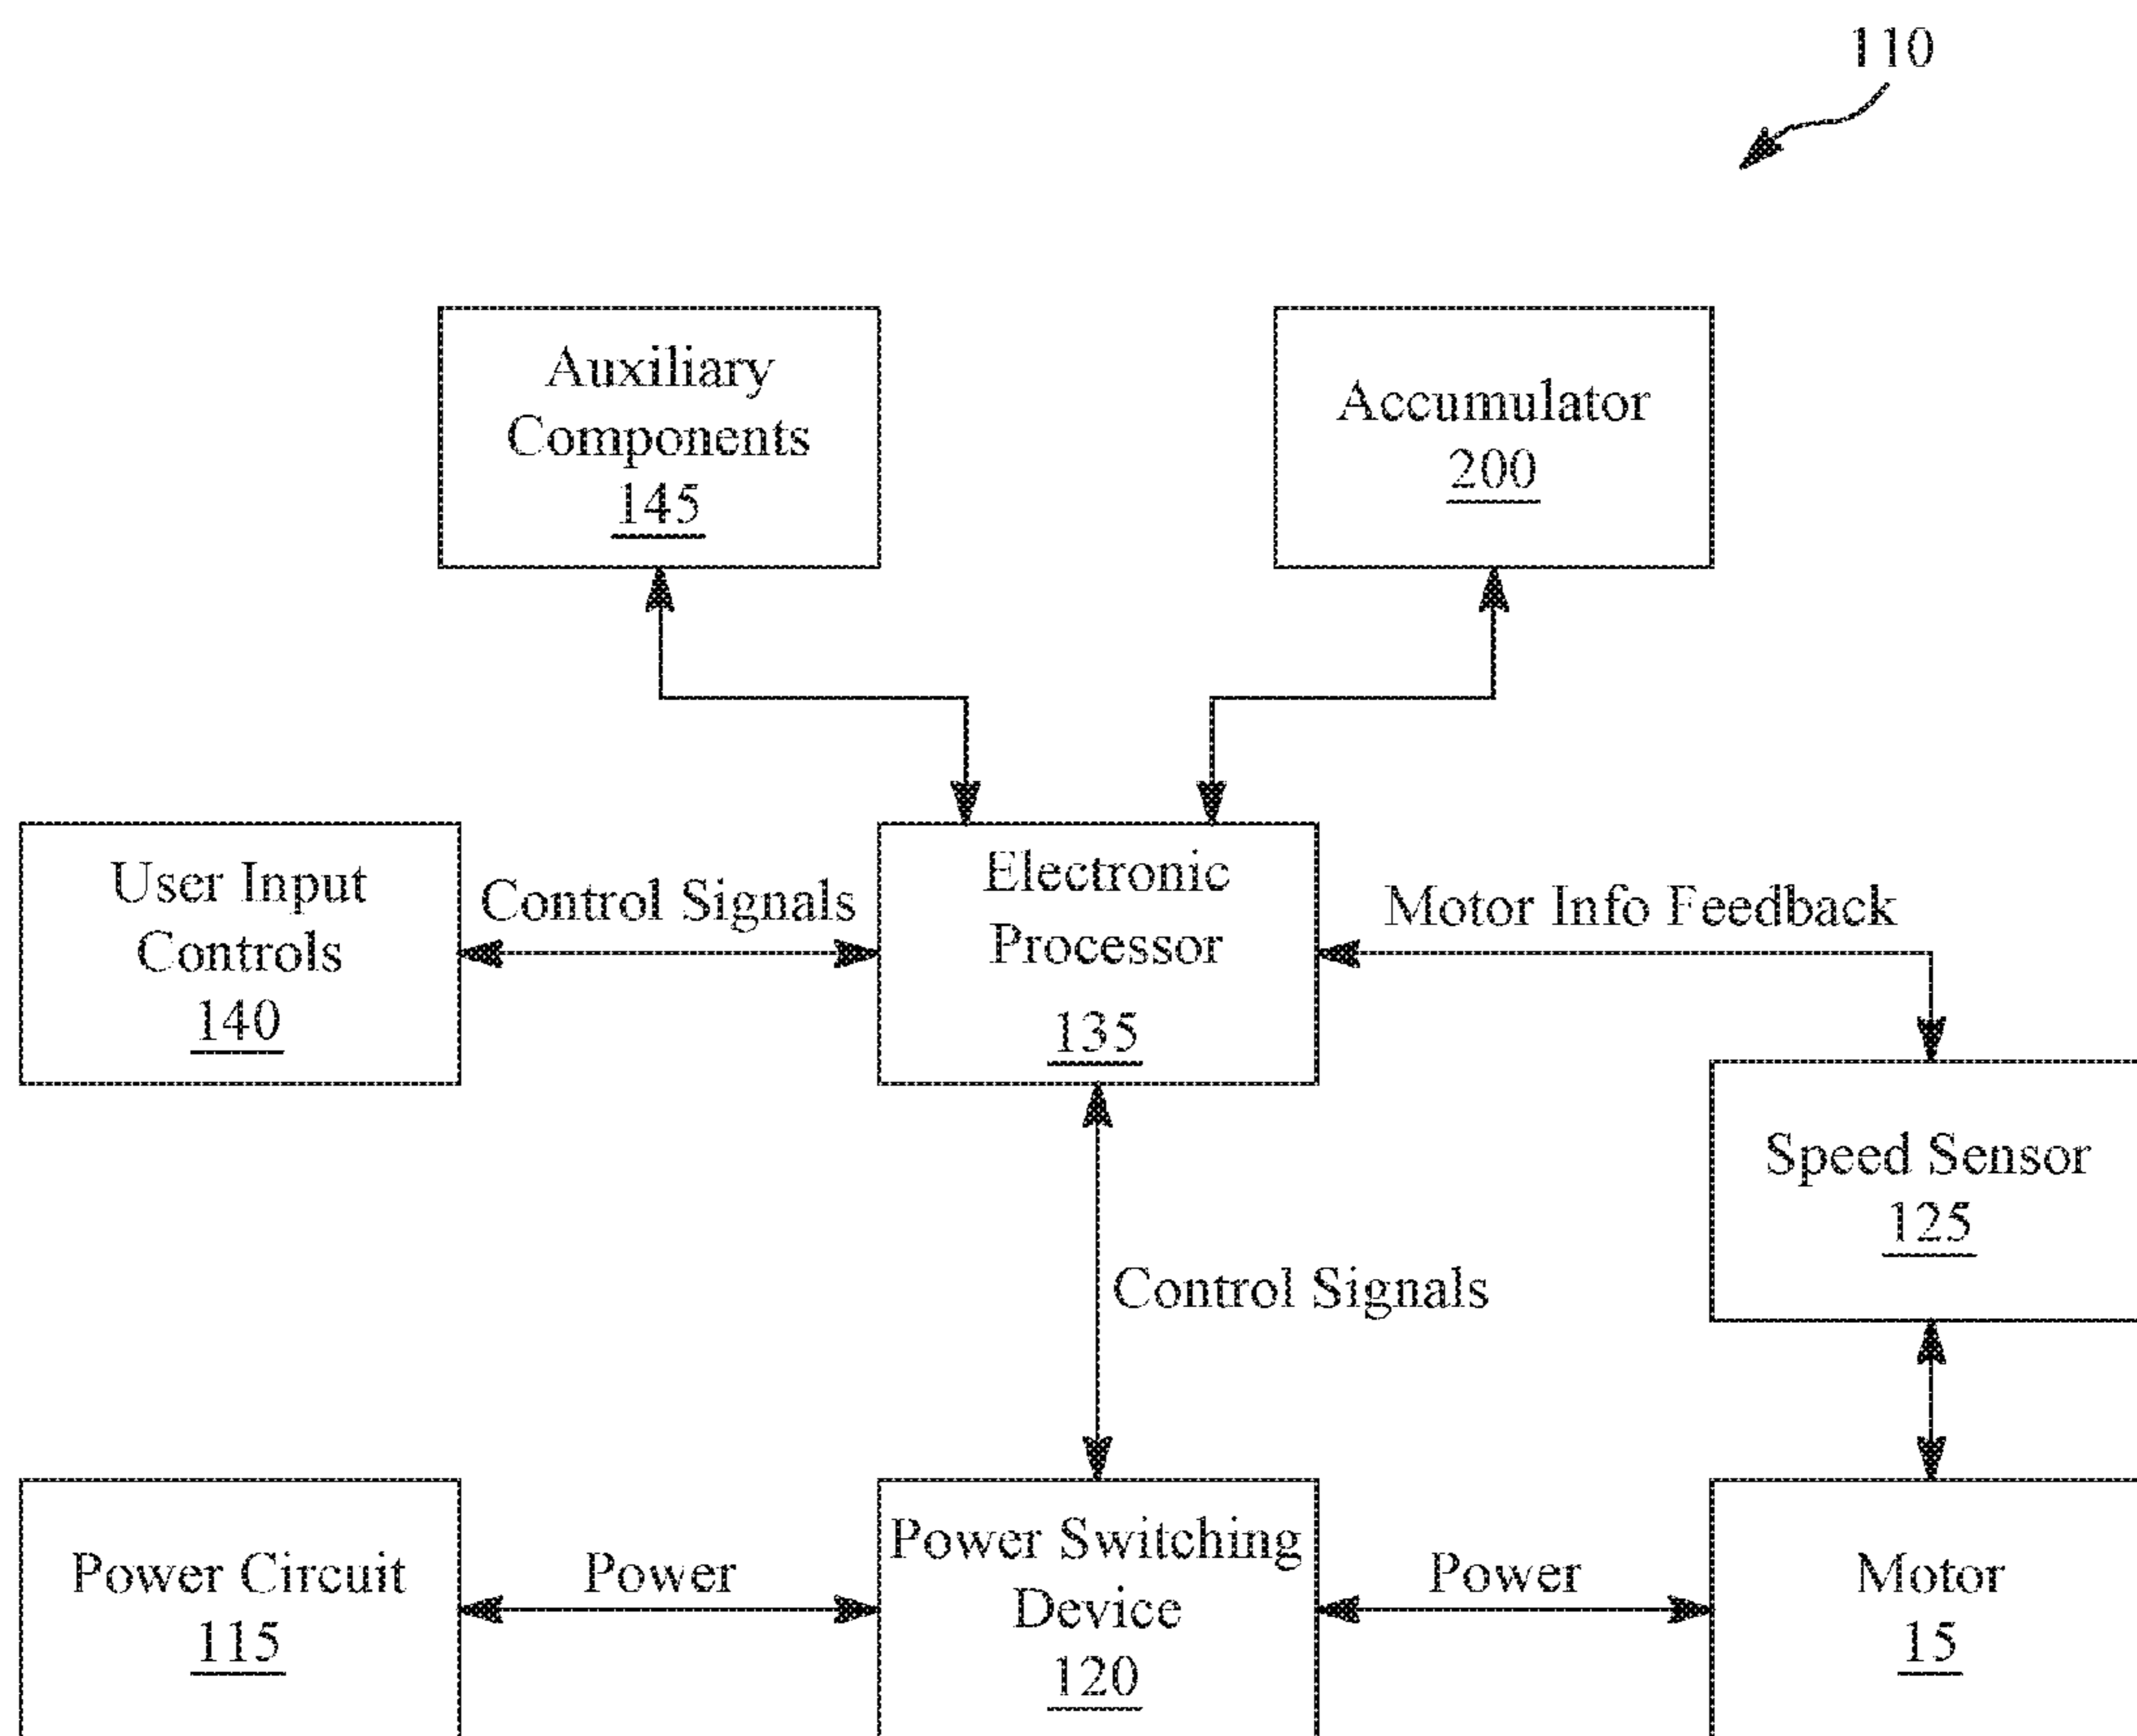 110
Auxiliary
Components
145
Accumulator
200
User Input
Controls
140
Control Signals
Electronic
Processor
135
Motor Info Feedback
Speed Sensor
125
Control Signals
Power Circuit
115
Power
Power Switching
Device
120
Power
Motor
15